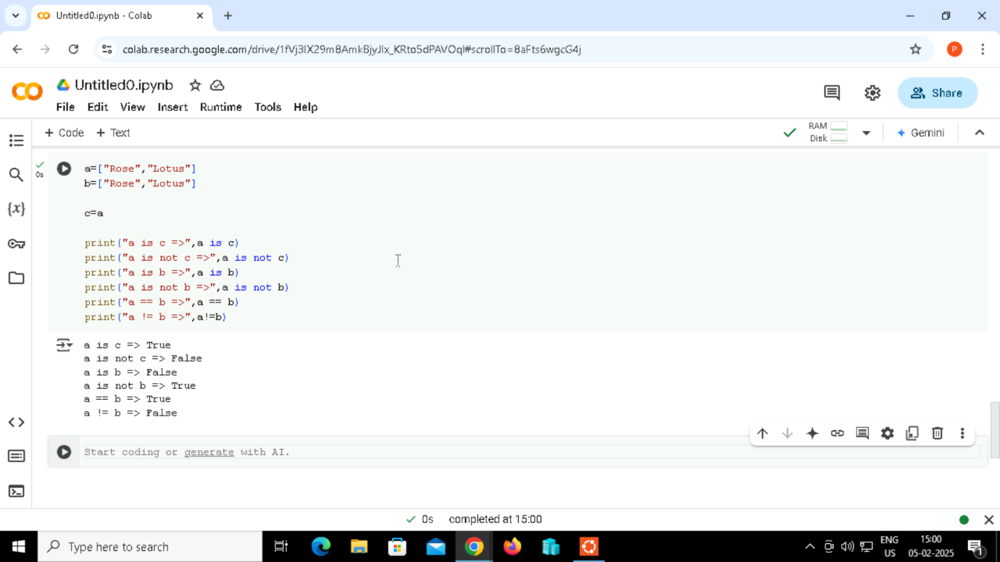 Untitled0.ipynb - Colab
colab.research.google.com/drive/1fVj3IX29m8AmkBjyJIx_KRto5dPAVOqI#scrollTo=8aFts6wgcG4j
P
Untitled0.ipynb
Share
File Edit View Insert Runtime Tools Help
+ Code + Text
RAM
Disk
Gemini
0s
a=["Rose","Lotus"]
b=["Rose","Lotus"]
c=a
print("a is c =>",a is c)
print("a is not c =>",a is not c)
print("a is b =>",a is b)
print("a is not b =>",a is not b)
print("a == b =>",a == b)
print("a != b =>",a!=b)
a is c => True
a is not c => False
a is b => False
a is not b => True
a == b => True
a != b => False
Start coding or generate with AI.
0s completed at 15:00
Type here to search
ENG
US
15:00
05-02-2025
1